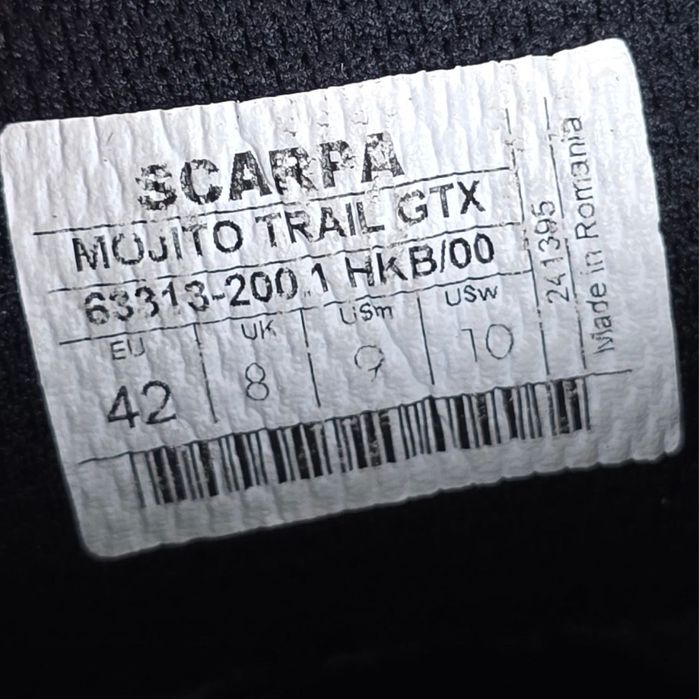 SCARPA
MOJITO TRAIL GTX
63313-200.1 HKB/00
EU UK USm USw
42 8 9 10
241395
Made in Romania